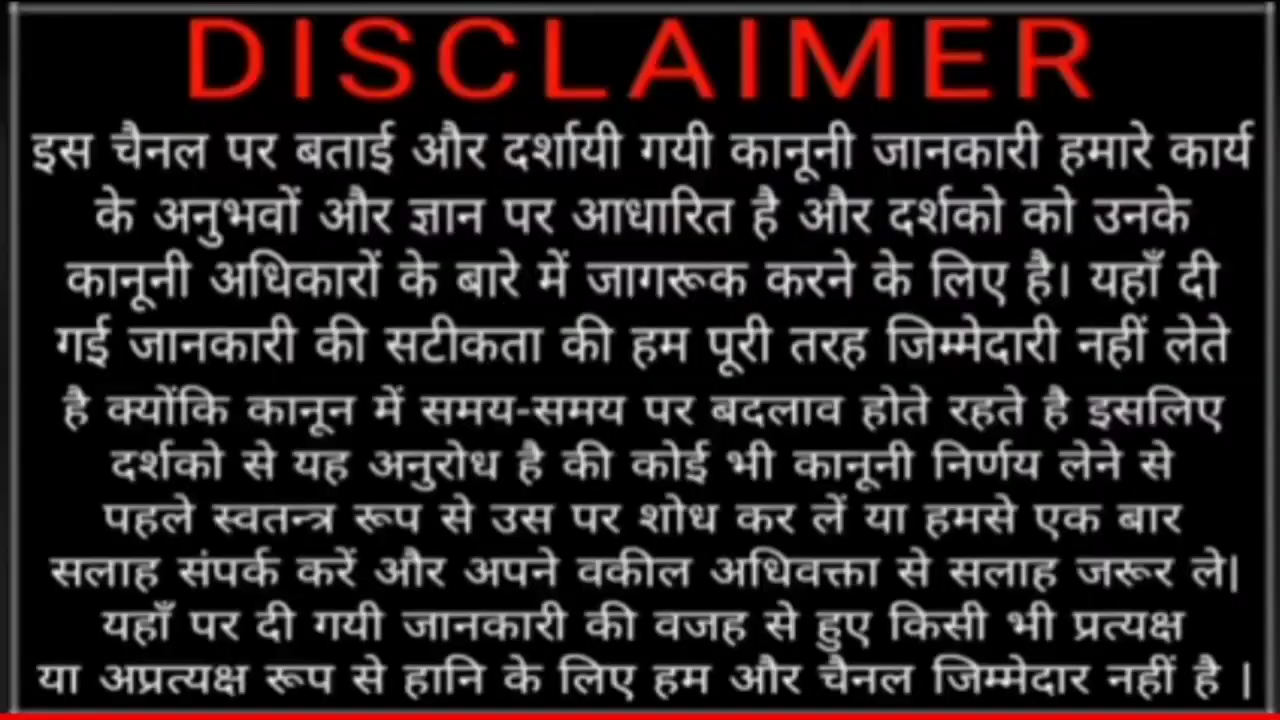 DISCLAIMER
इस चैनल पर बताई और दर्शायी गयी कानूनी जानकारी हमारे कार्य
के अनुभवों और ज्ञान पर आधारित है और दर्शको को उनके
कानूनी अधिकारों के बारे में जागरूक करने के लिए है। यहाँ दी
गई जानकारी की सटीकता की हम पूरी तरह जिम्मेदारी नहीं लेते
है क्योंकि कानून में समय-समय पर बदलाव होते रहते है इसलिए
दर्शको से यह अनुरोध है की कोई भी कानूनी निर्णय लेने से
पहले स्वतन्त्र रूप से उस पर शोध कर लें या हमसे एक बार
सलाह संपर्क करें और अपने वकील अधिवक्ता से सलाह जरूर ले|
यहाँ पर दी गयी जानकारी की वजह से हुए किसी भी प्रत्यक्ष
या अप्रत्यक्ष रूप से हानि के लिए हम और चैनल जिम्मेदार नहीं है ।